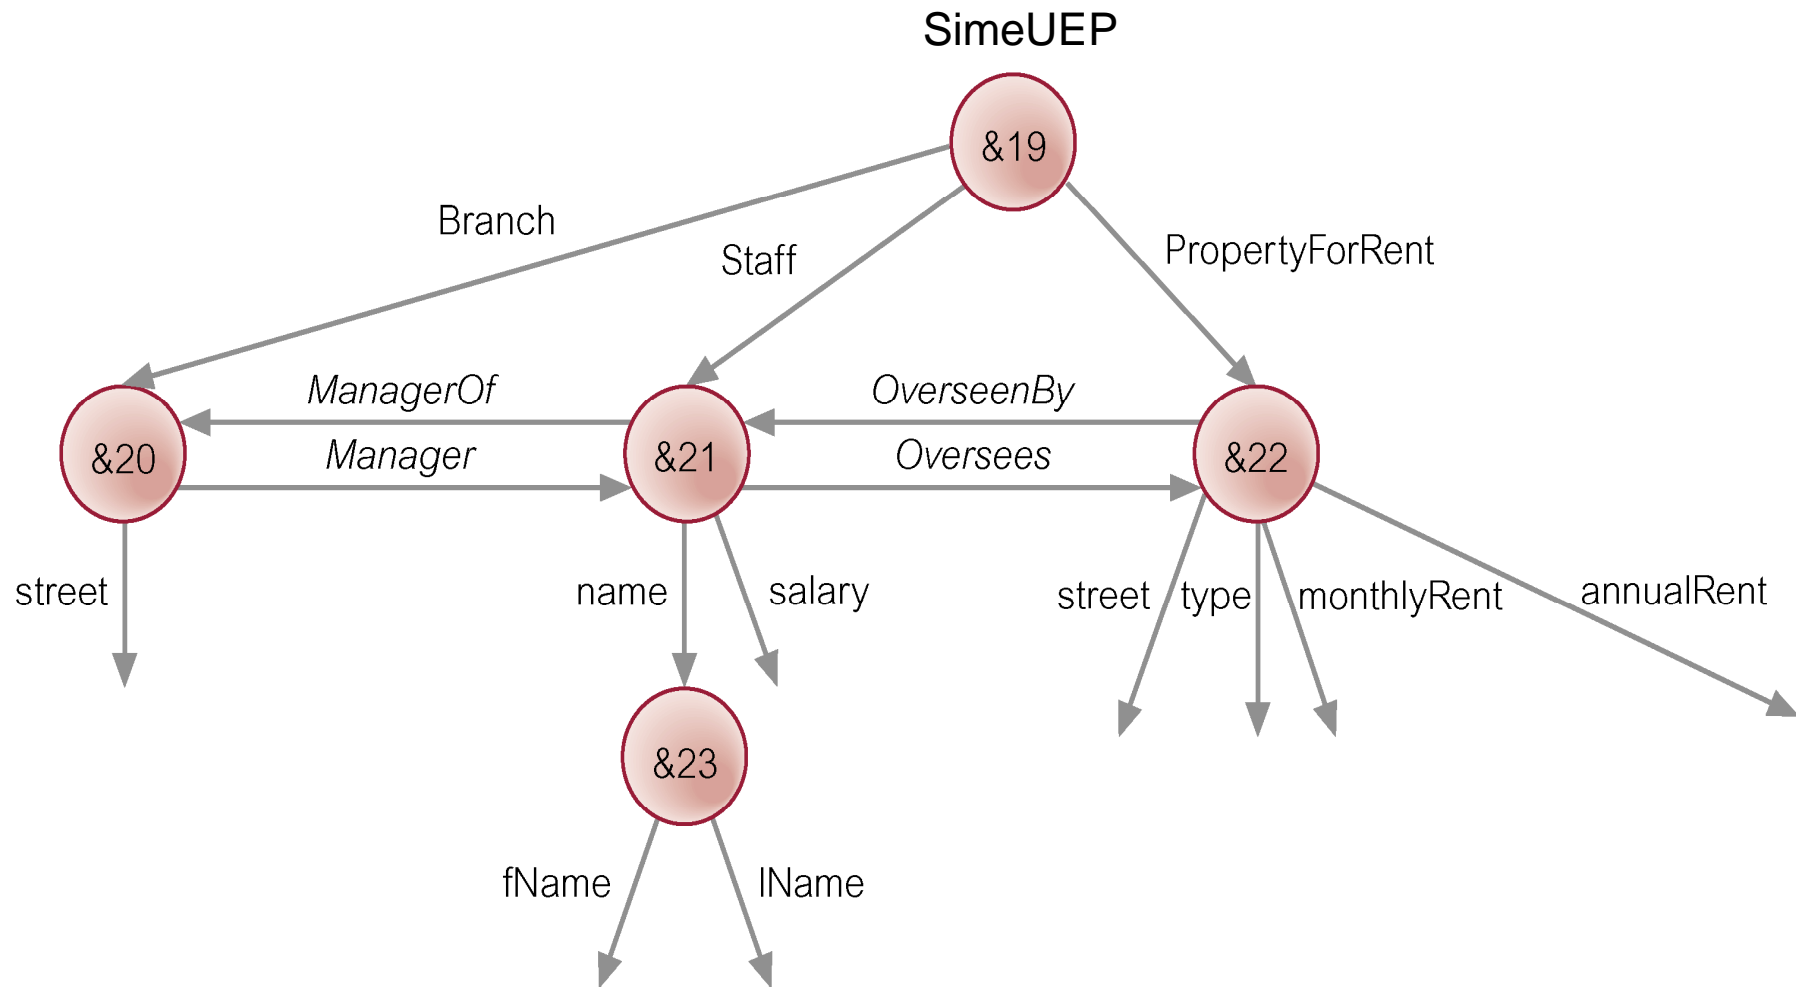 SimeUEP
&19
Branch
Staff
PropertyForRent
ManagerOf
OverseenBy
&20
Manager
&21
Oversees
&22
street
name
salary
street
type
monthlyRent
annualRent
&23
fName
lName